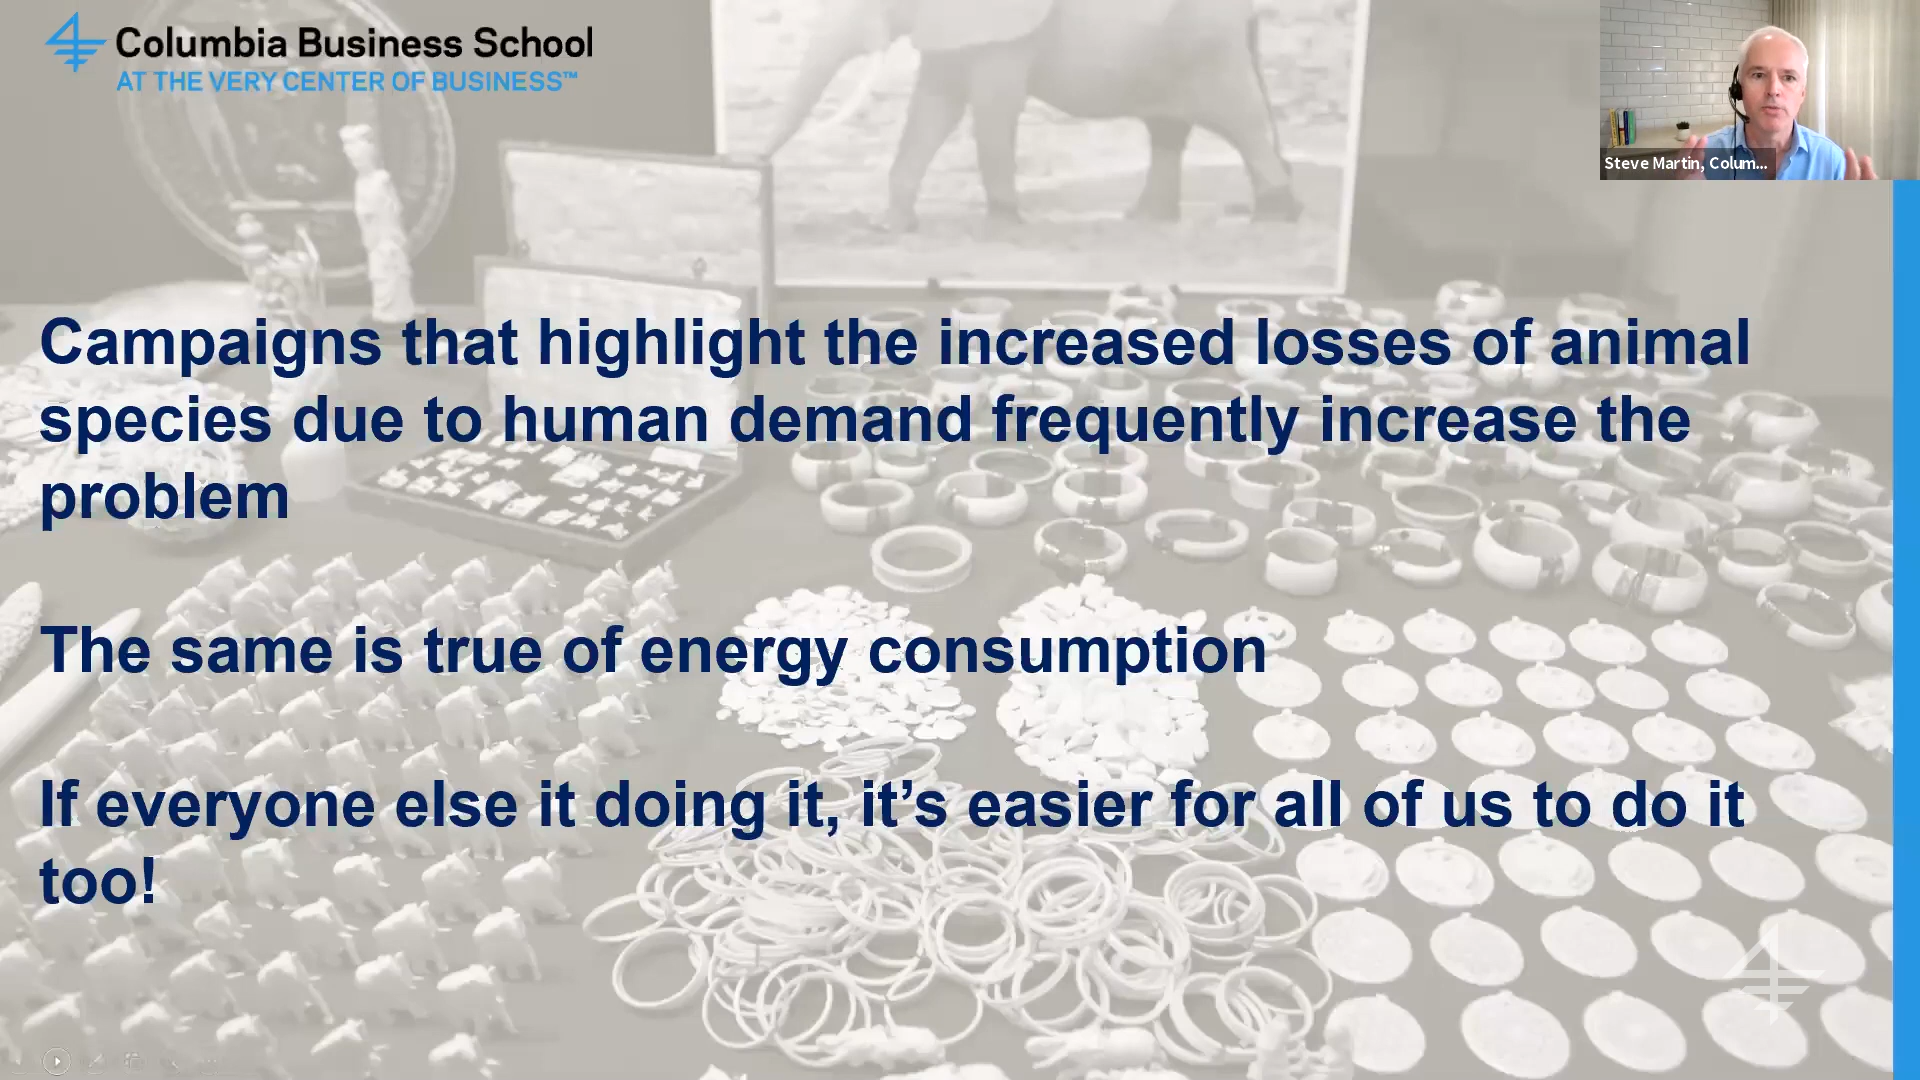 Columbia Business School
AT THE VERY CENTER OF BUSINESS™
Steve Martin, Colum...
Campaigns that highlight the increased losses of animal
species due to human demand frequently increase the
problem
The same is true of energy consumption
If everyone else it doing it, it’s easier for all of us to do it
too!